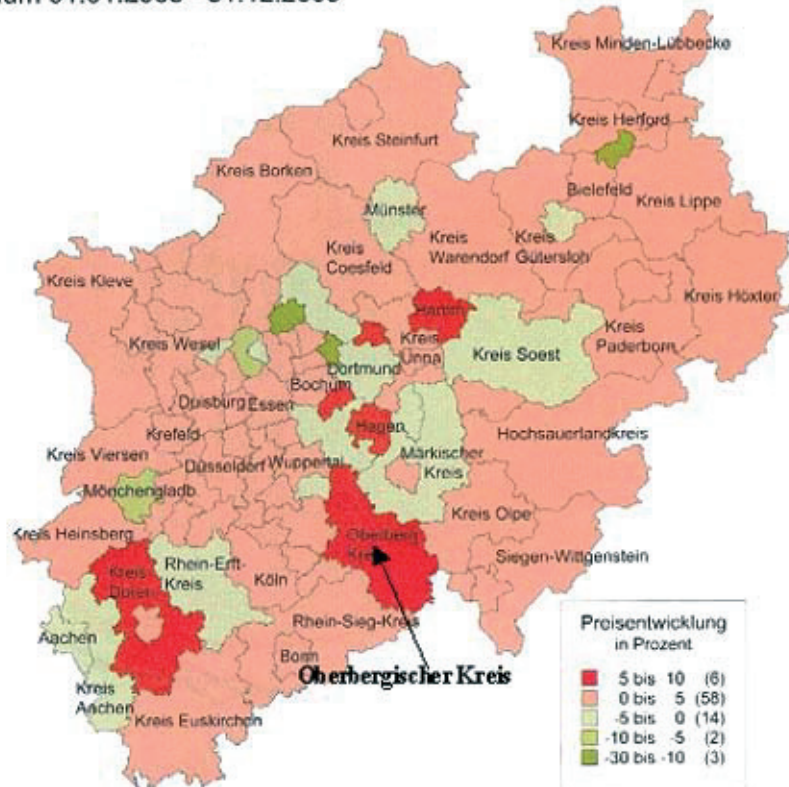 Kreis Minden-Lübbecke
Kreis Herford
Kreis Steinfurt
Kreis Borken
Bielefeld
Kreis Lippe
Münster
Kreis
Warendorf
Kreis
Gütersloh
Kreis
Coesfeld
Kreis Kleve
Kreis Höxter
Hamm
Kreis
Paderborn
Kreis Wesel
Kreis
Unna
Kreis Soest
Dortmund
Bochum
Duisburg
Essen
Hagen
Hochsauerlandkreis
Krefeld
Märkischer
Kreis
Kreis Viersen
Düsseldorf
Wuppertal
Mönchengladb.
Kreis Olpe
Kreis Heinsberg
Oberberg
Kreis
Siegen-Wittgenstein
Rhein-Erft-
Kreis
Köln
Kreis
Düren
Rhein-Sieg-Kreis
Aachen
Bonn
Oberbergischer Kreis
Kreis
Aachen
Kreis Euskirchen
Preisentwicklung
in Prozent
5 bis 10 (6)
0 bis 5 (58)
-5 bis 0 (14)
-10 bis -5 (2)
-30 bis -10 (3)